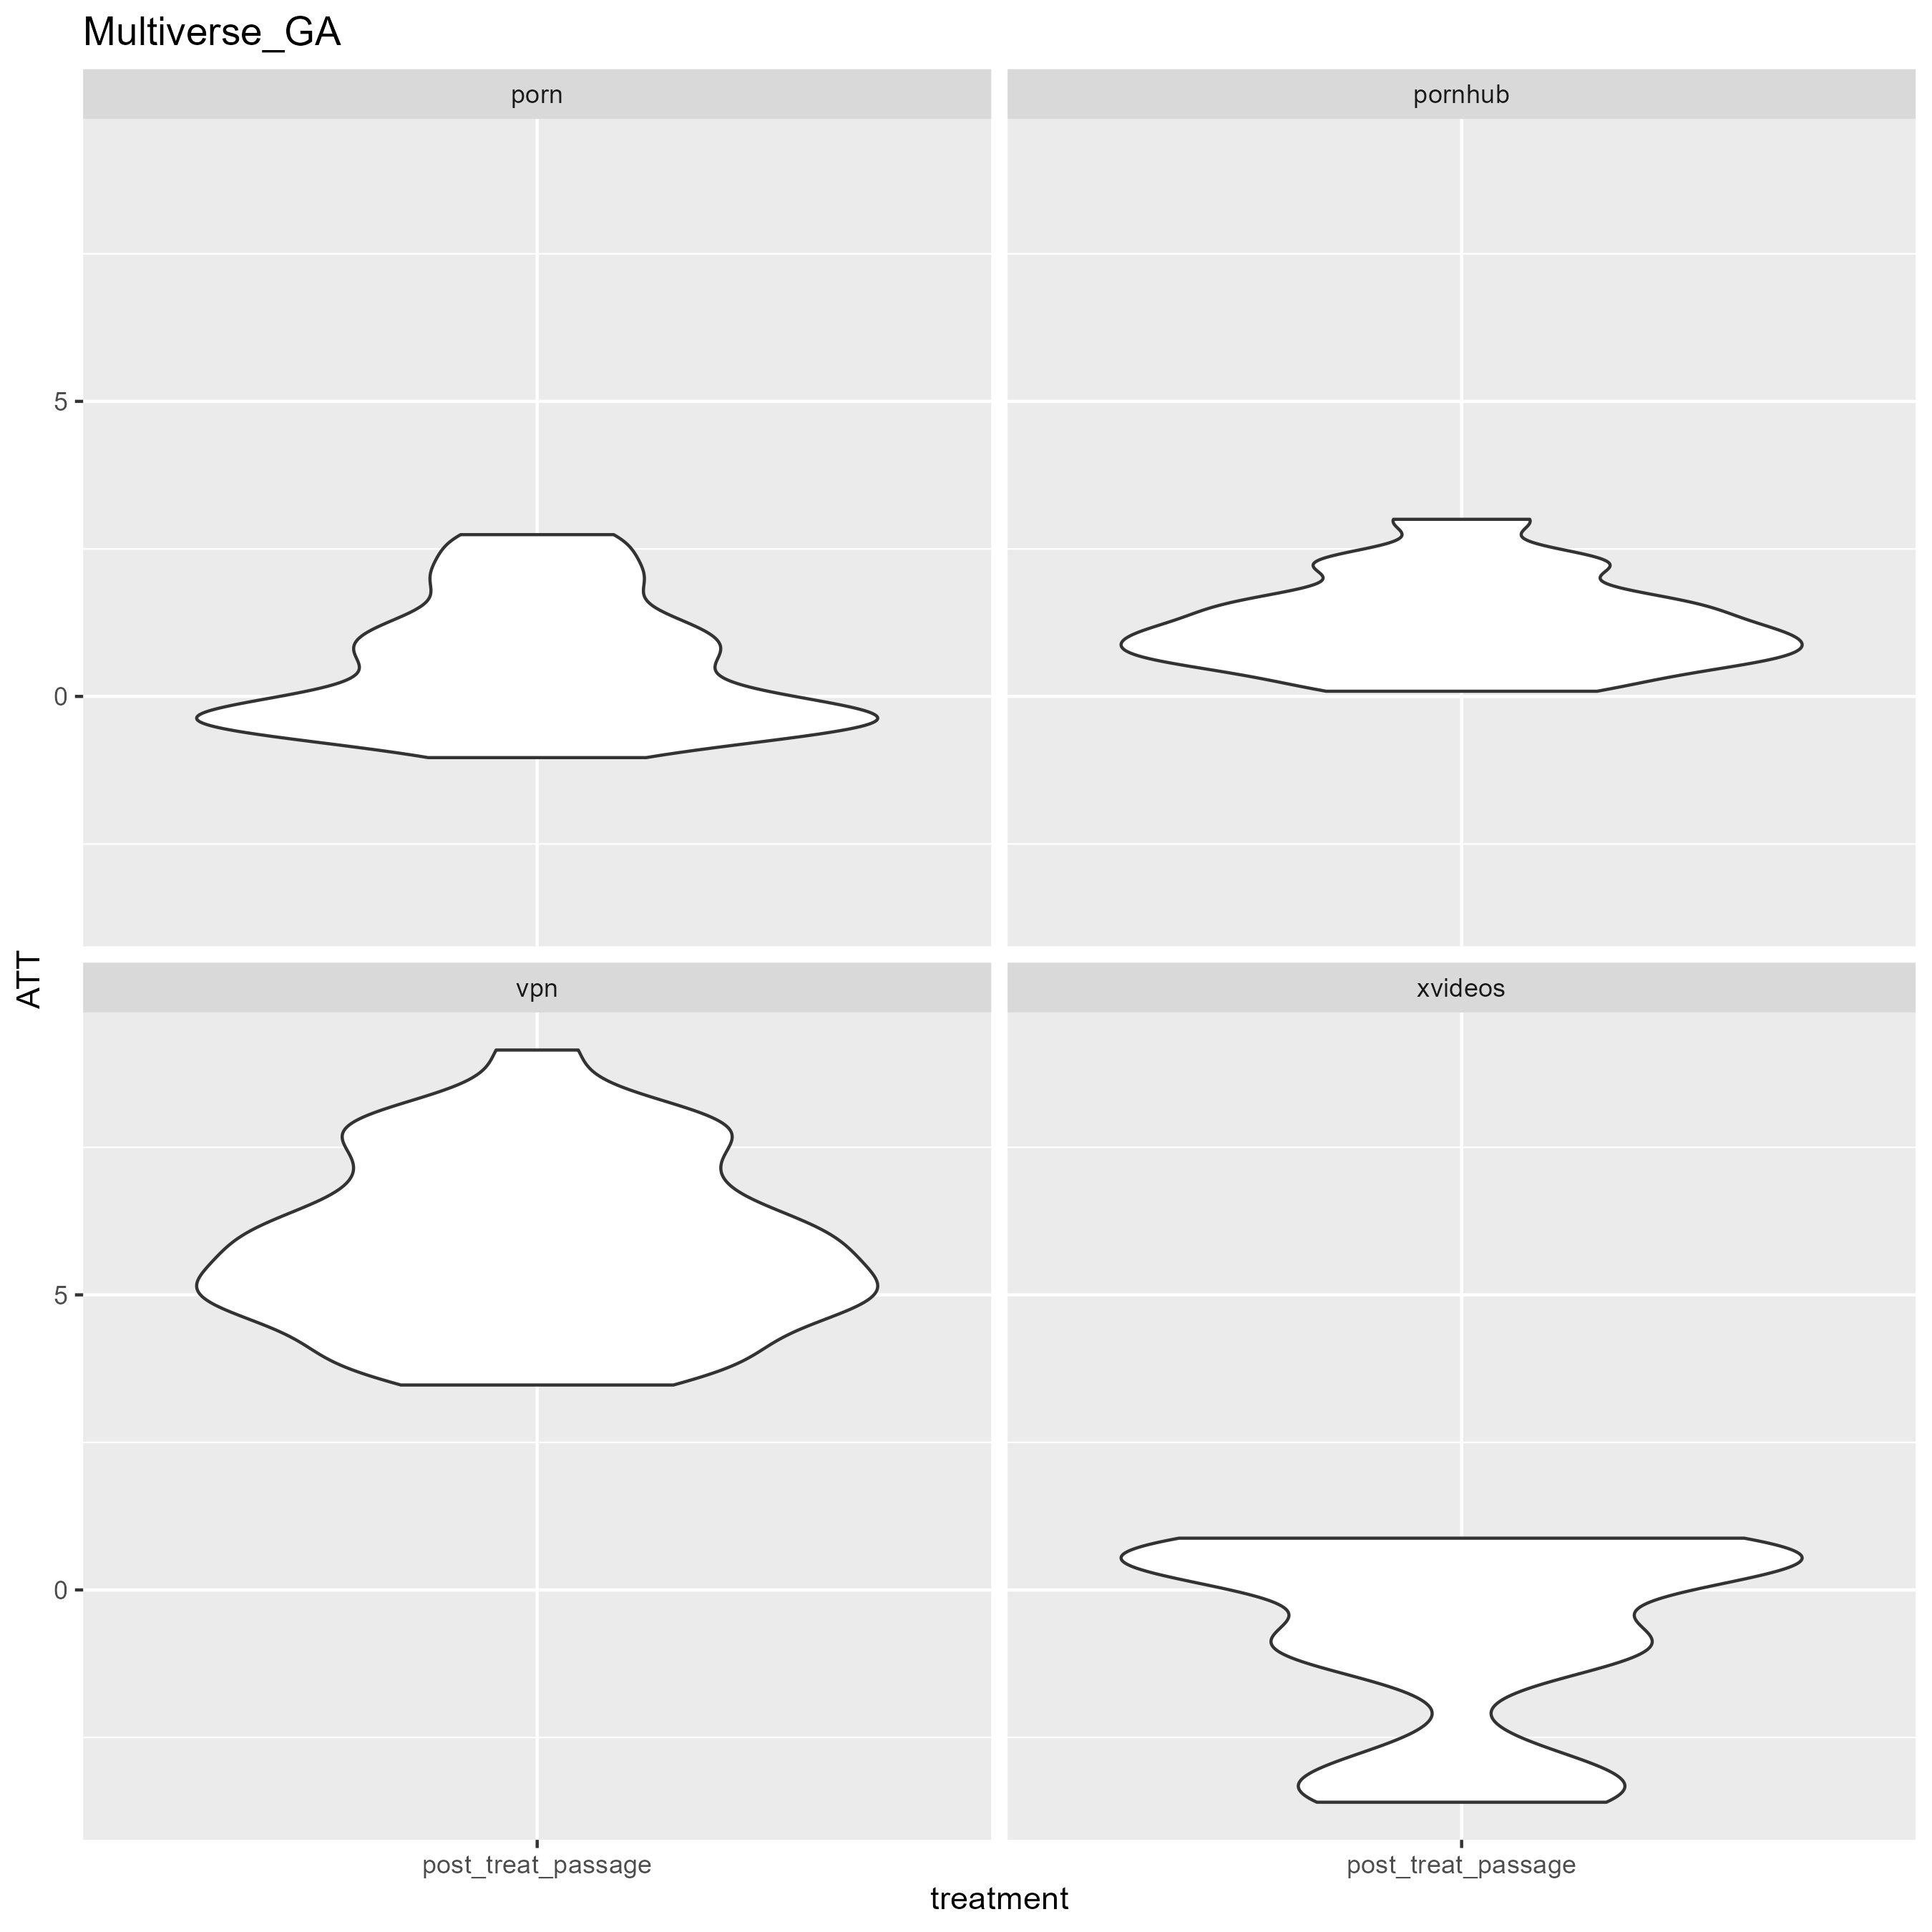 Multiverse_GA
porn
pornhub
5
0
ATT
vpn
xvideos
5
0
post_treat_passage
post_treat_passage
treatment